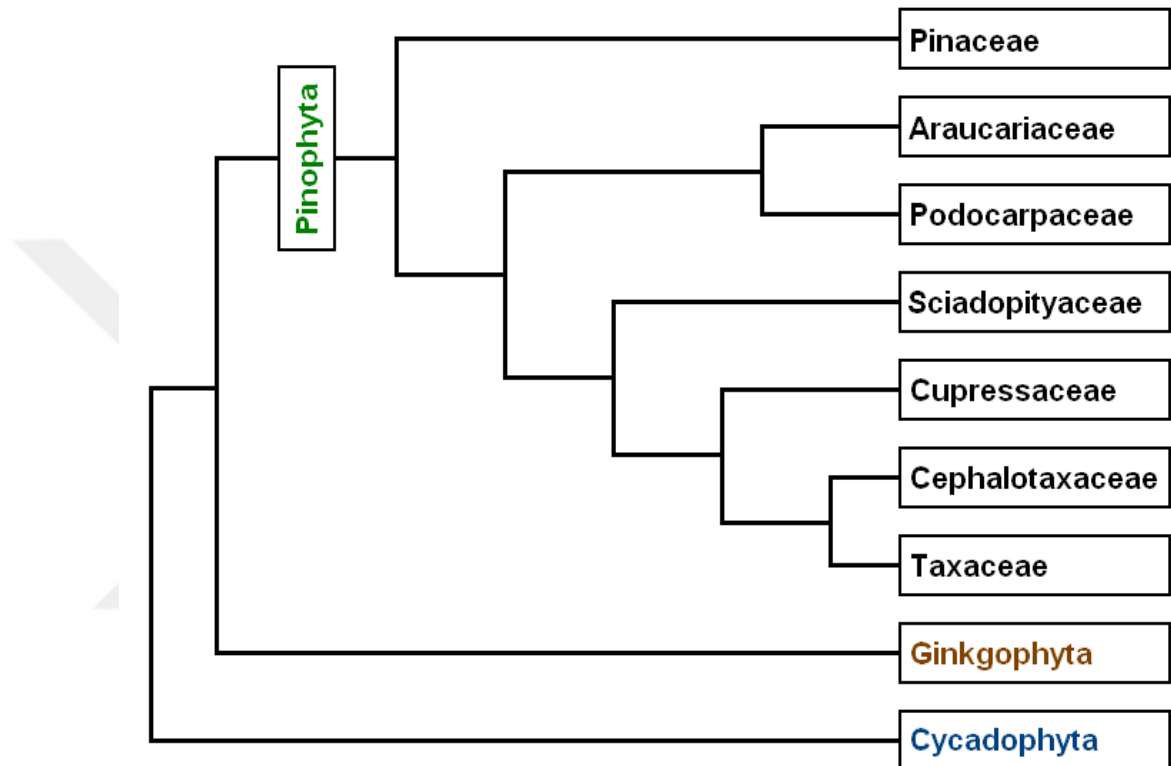 Pinaceae
Pinophyta
Araucariaceae
Podocarpaceae
Sciadopityaceae
Cupressaceae
Cephalotaxaceae
Taxaceae
Ginkgophyta
Cycadophyta